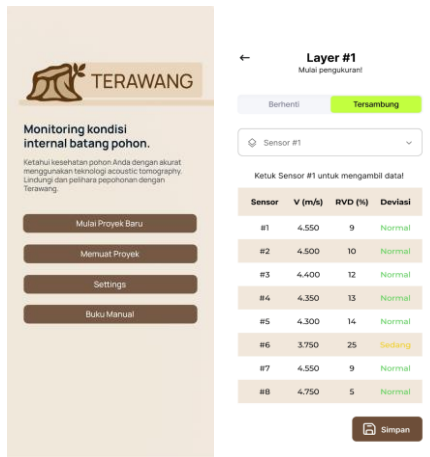 TERAWANG
Monitoring kondisi
internal batang pohon.
Ketahui kesehatan pohon Anda dengan akurat
menggunakan teknologi acoustic tomography.
Lindungi dan pelihara pepohonan dengan
Terawang.
Mulai Proyek Baru
Memuat Proyek
Settings
Buku Manual
Layer #1
Mulai pengukuran!
Berhenti Tersambung
Sensor #1
Ketuk Sensor #1 untuk mengambil data!
Sensor V (m/s) RVD (%) Deviasi
#1 4.550 9 Normal
#2 4.500 10 Normal
#3 4.400 12 Normal
#4 4.350 13 Normal
#5 4.300 14 Normal
#6 3.750 25 Sedang
#7 4.550 9 Normal
#8 4.750 5 Normal
Simpan